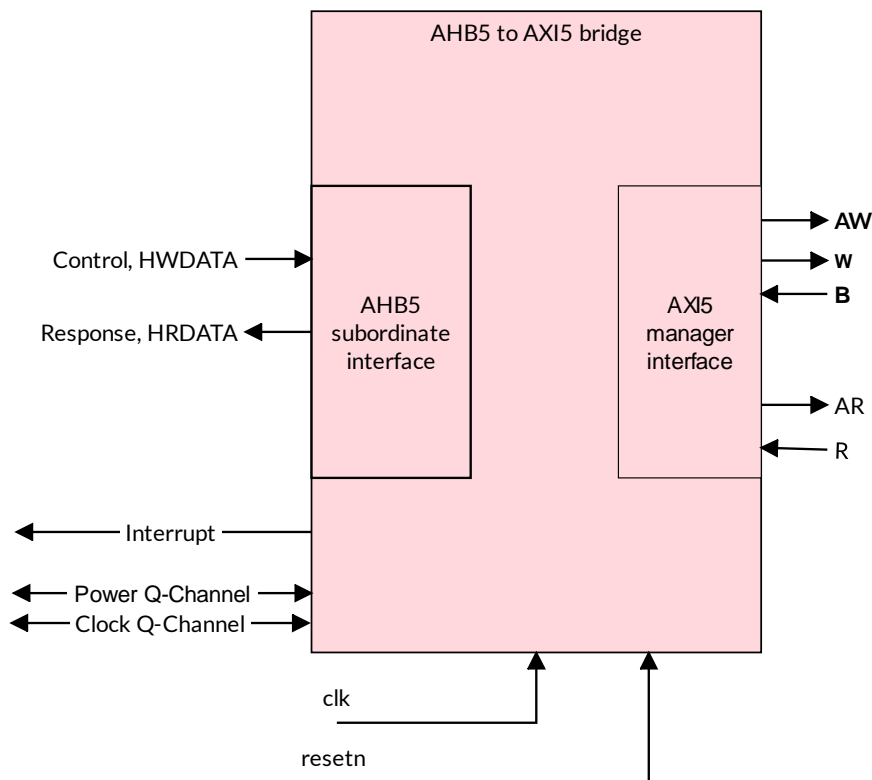 AHB5 to AXI5 bridge
Control, HWDATA
Response, HRDATA
AHB5
subordinate
interface
AXI5
manager
interface
AW
W
B
AR
R
Interrupt
Power Q-Channel
Clock Q-Channel
clk
resetn